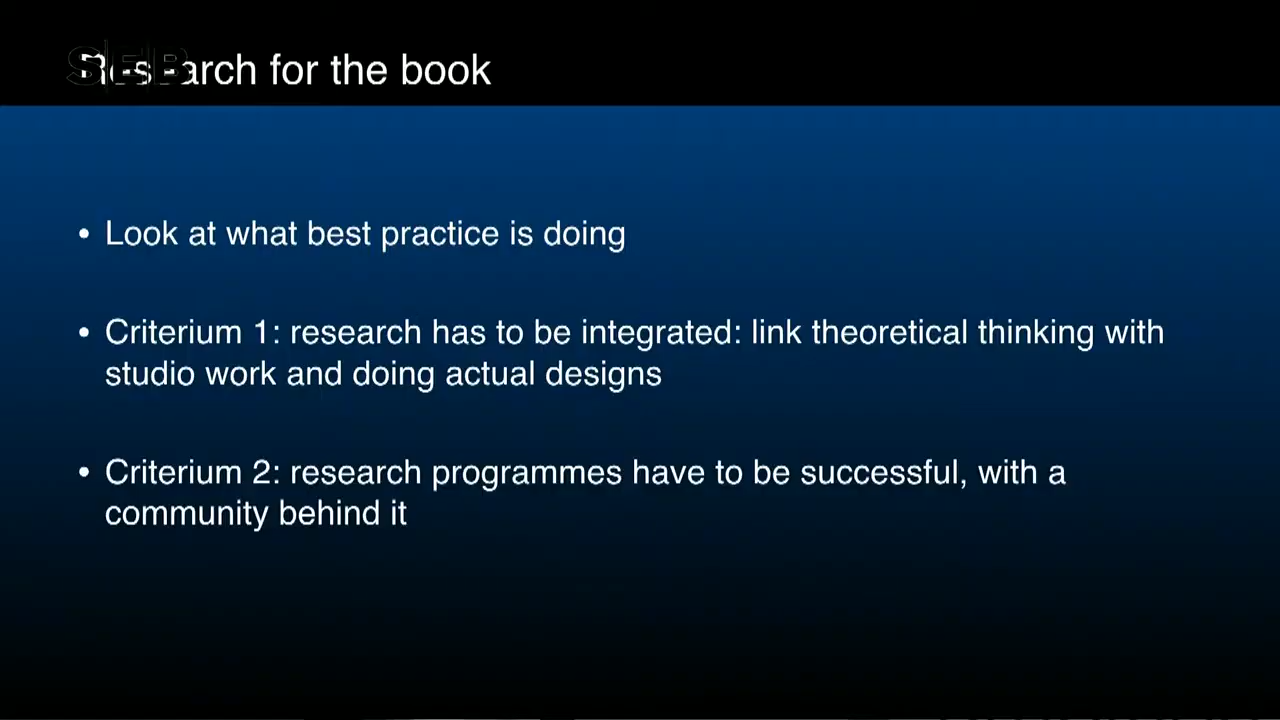 SEB
Research for the book
• Look at what best practice is doing
• Criterium 1: research has to be integrated: link theoretical thinking with
studio work and doing actual designs
• Criterium 2: research programmes have to be successful, with a
community behind it